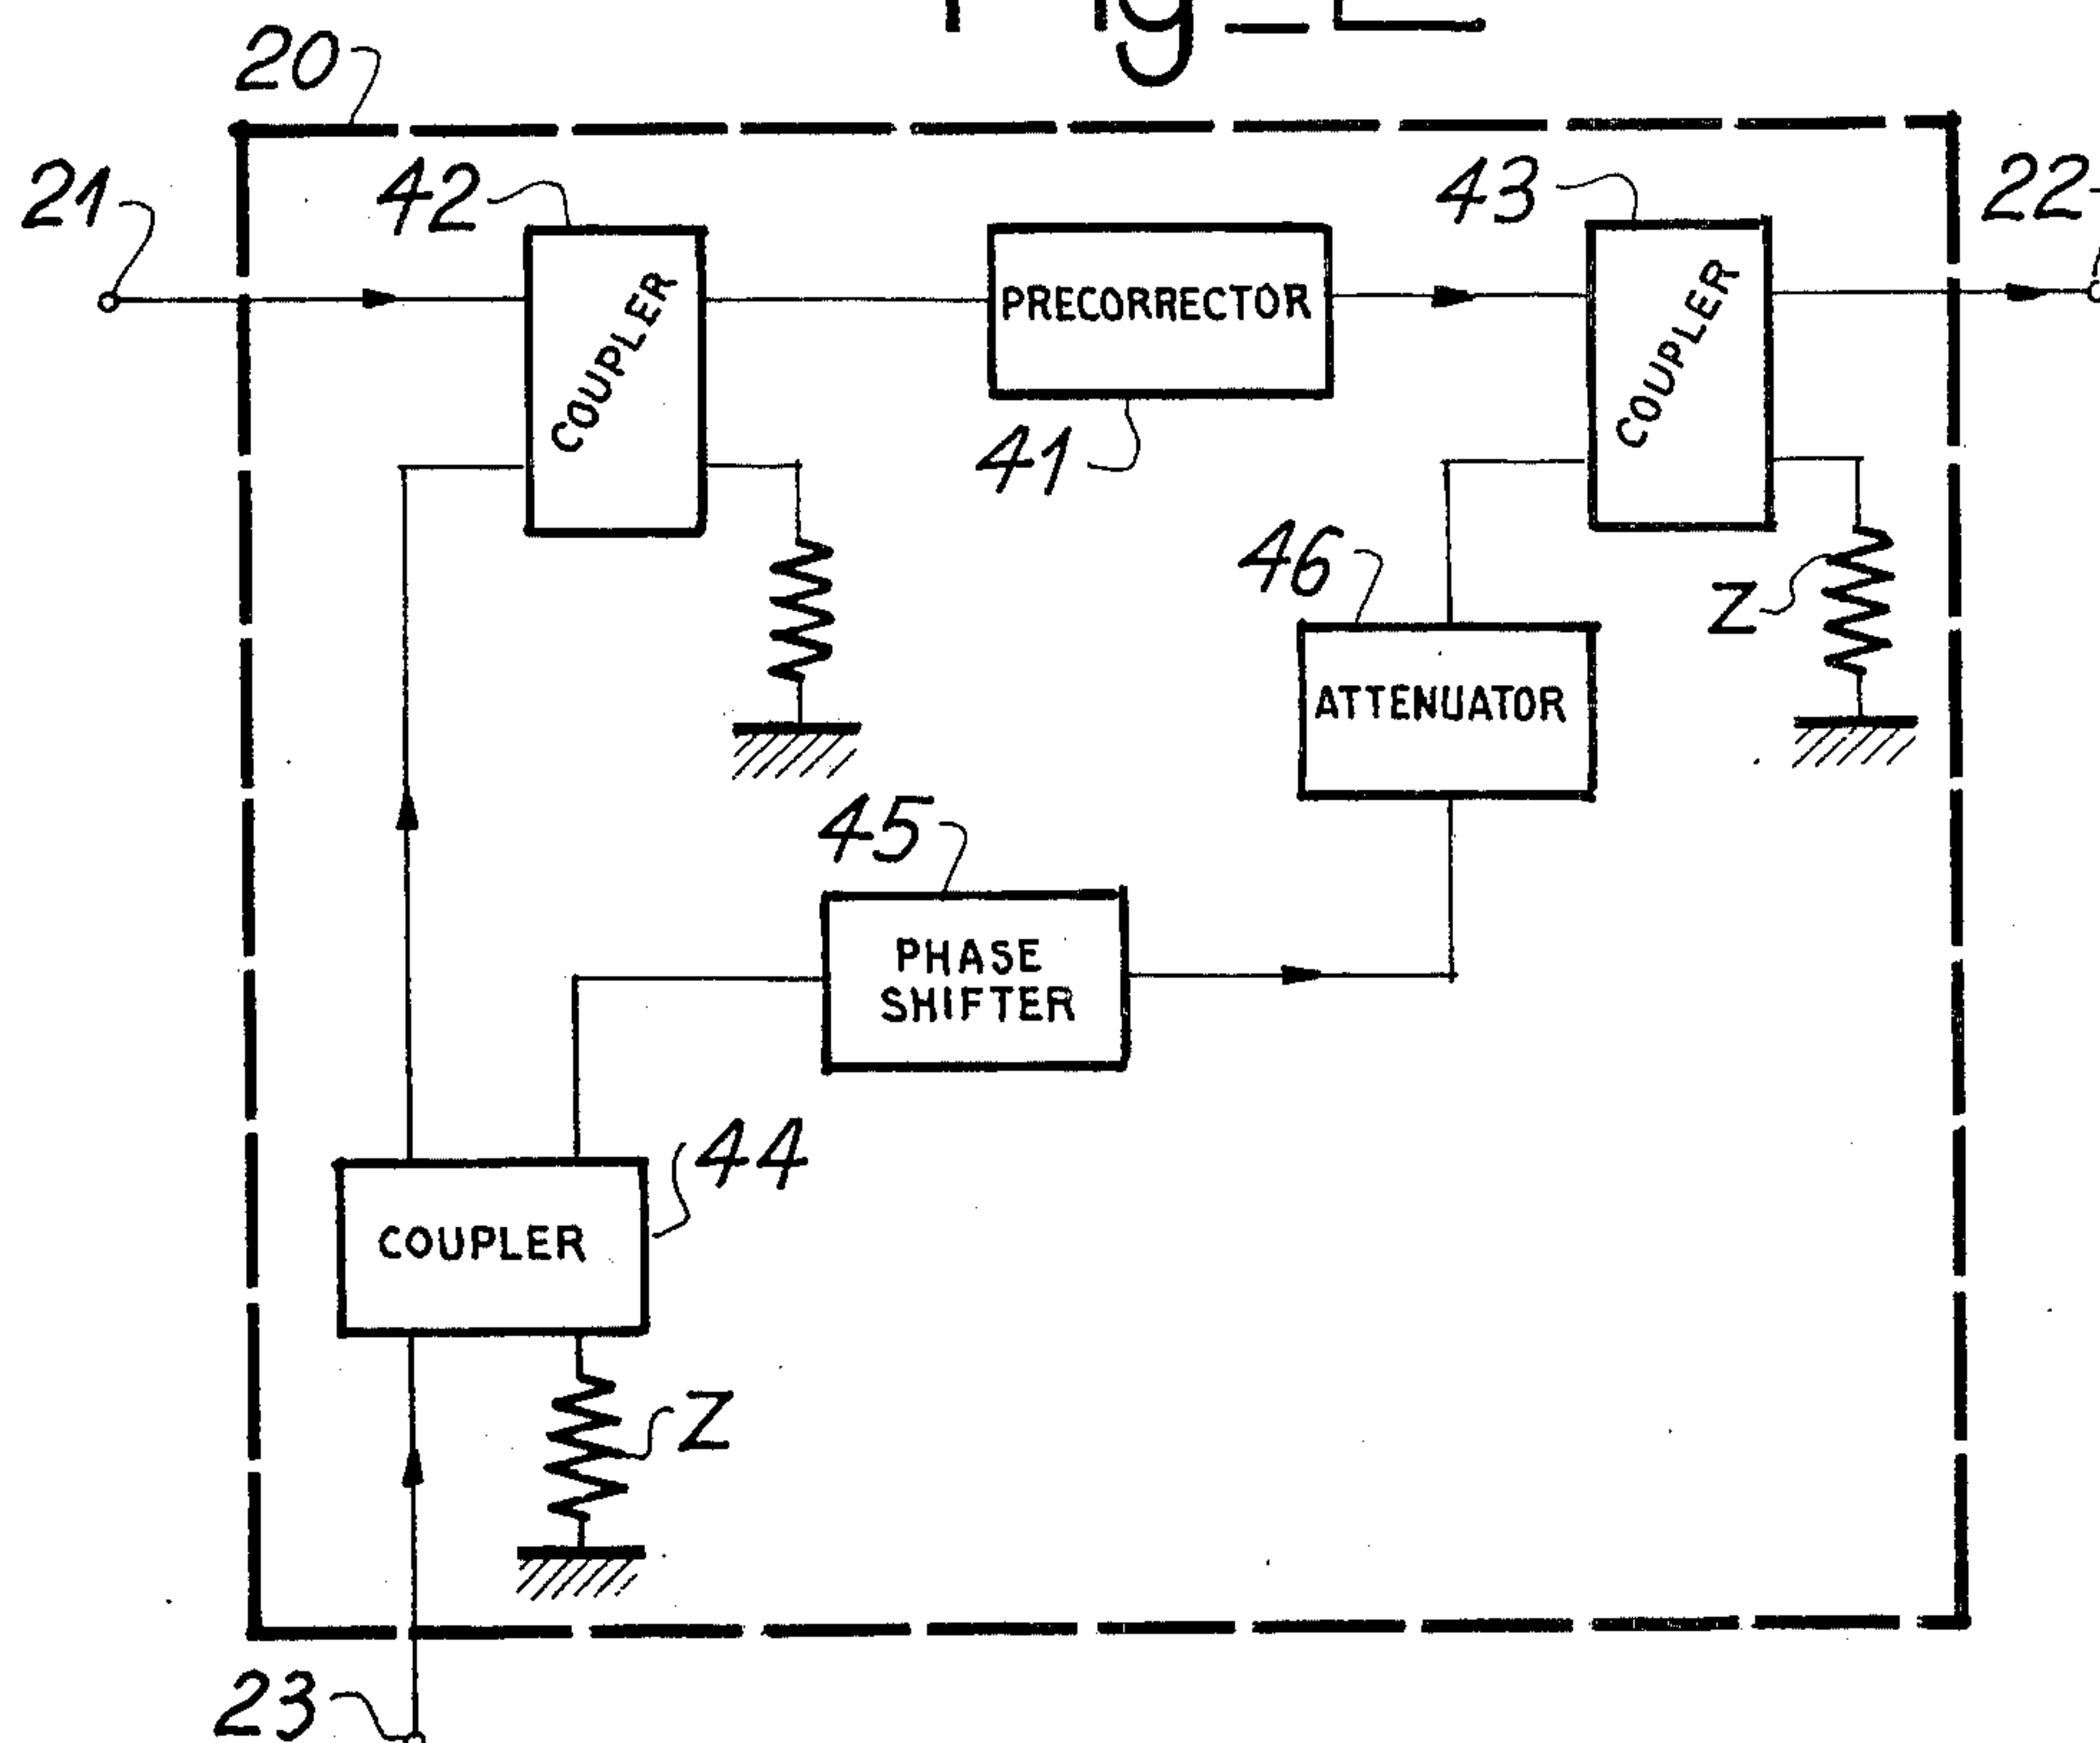 20
21
42
43
22
COUPLER
PRECORRECTOR
COUPLER
41
46
Z
ATTENUATOR
45
PHASE
SHIFTER
44
COUPLER
Z
23